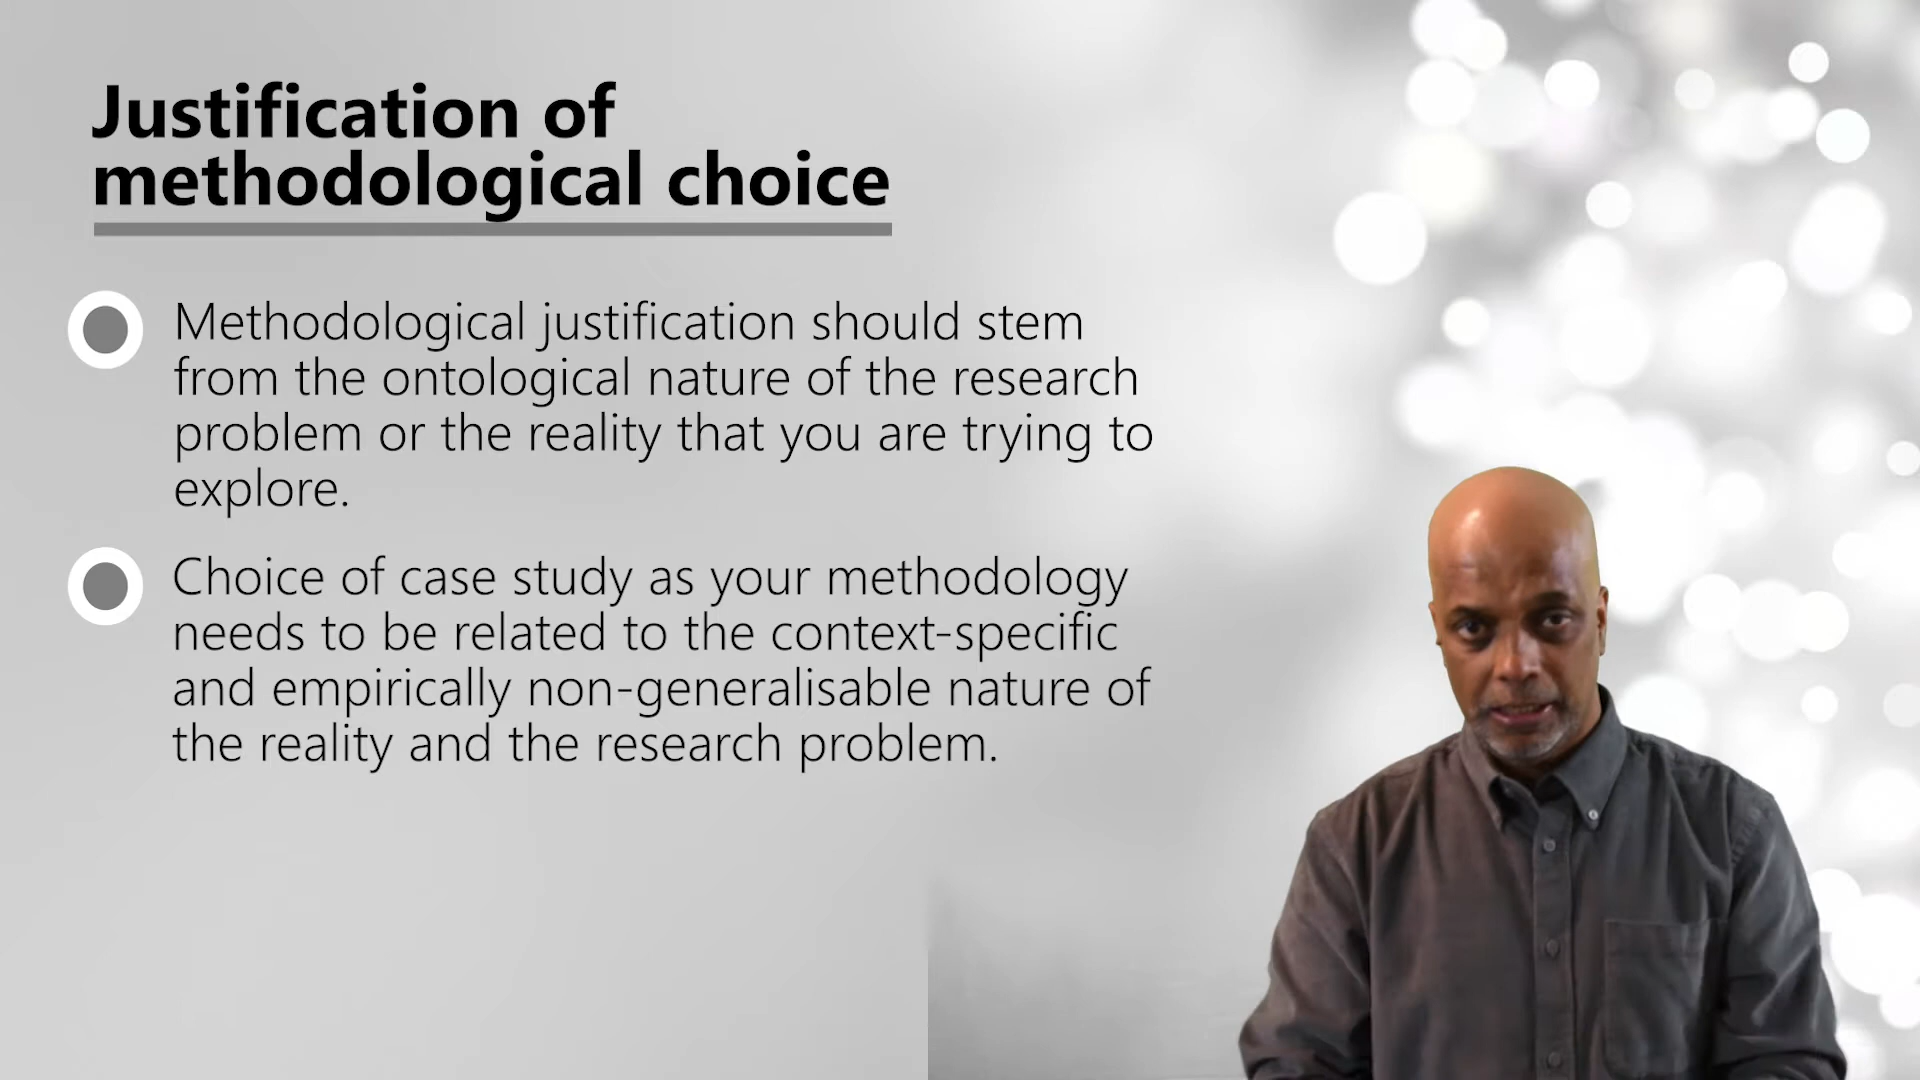 Justification of
methodological choice
Methodological justification should stem
from the ontological nature of the research
problem or the reality that you are trying to
explore.
Choice of case study as your methodology
needs to be related to the context-specific
and empirically non-generalisable nature of
the reality and the research problem.